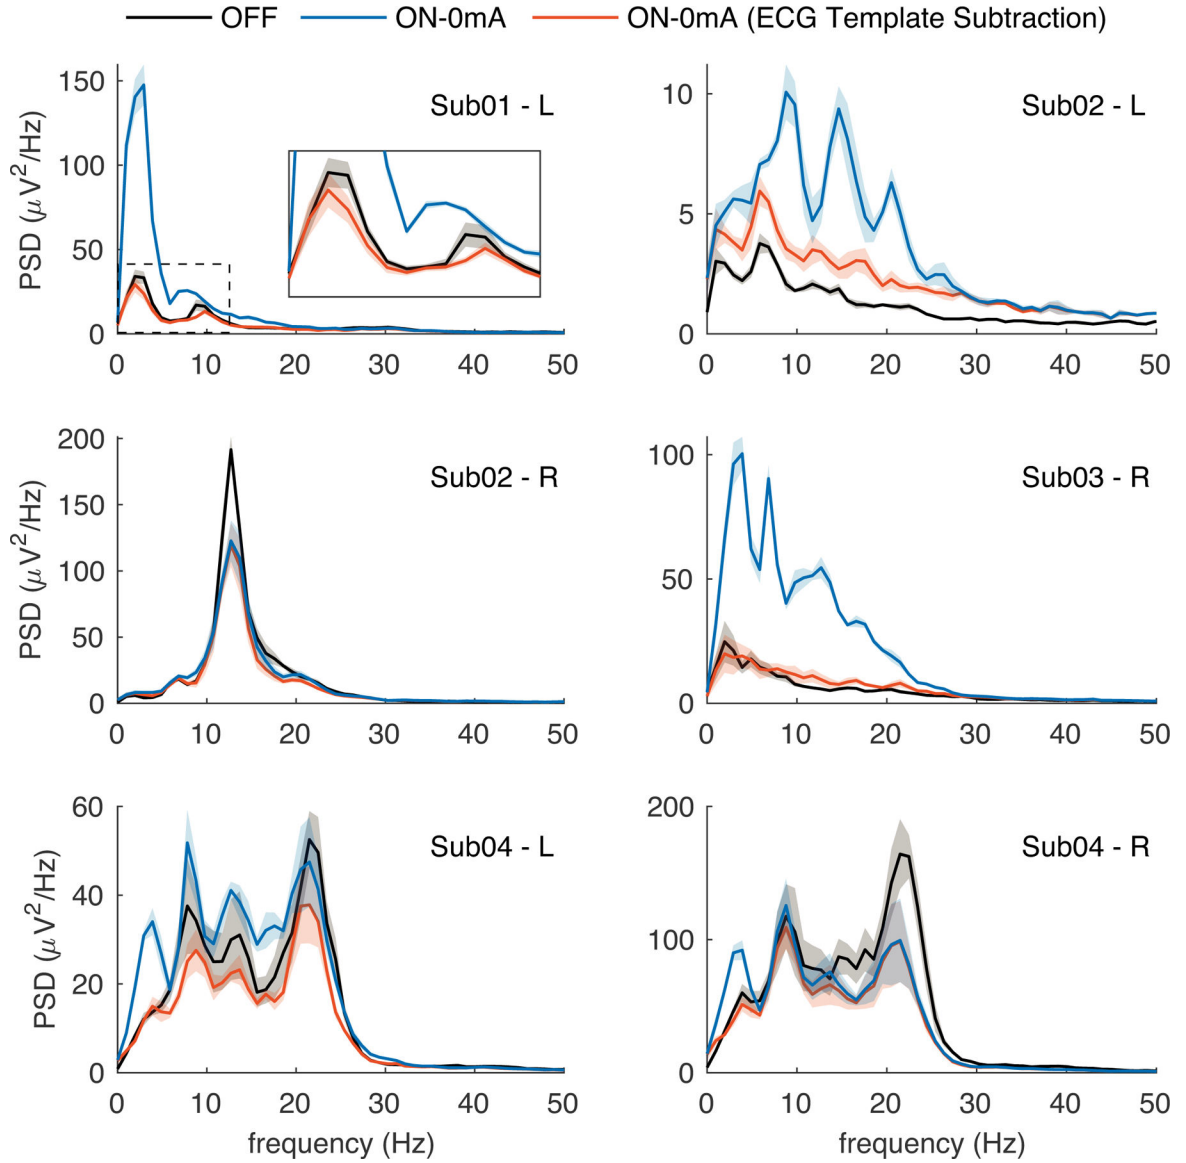 OFF ON-0mA ON-0mA (ECG Template Subtraction)
PSD (μV²/Hz)
150
100
50
0
Sub01 - L
0 10 20 30 40 50
10
5
0
Sub02 - L
0 10 20 30 40 50
PSD (μV²/Hz)
200
150
100
50
0
Sub02 - R
0 10 20 30 40 50
100
50
0
Sub03 - R
0 10 20 30 40 50
PSD (μV²/Hz)
60
40
20
0
Sub04 - L
0 10 20 30 40 50
frequency (Hz)
200
100
0
Sub04 - R
0 10 20 30 40 50
frequency (Hz)